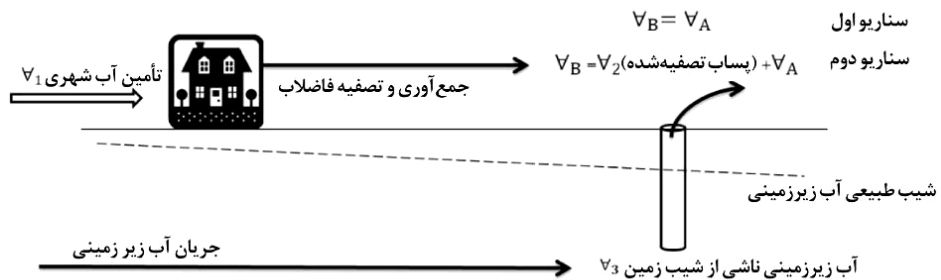 ∀B = ∀A سناریو اول
∀B =∀2(پساب تصفیه‌شده) +∀A سناریو دوم
تأمین آب شهری ∀1
جمع‌آوری و تصفیه فاضلاب
شیب طبیعی آب زیرزمینی
جریان آب زیر زمینی
آب زیرزمینی ناشی از شیب زمین ∀3